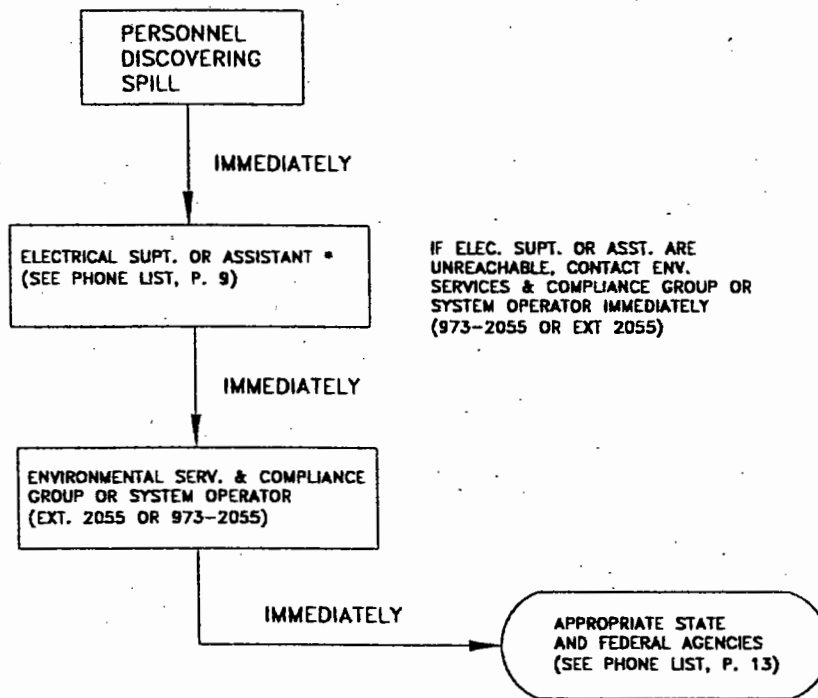 PERSONNEL
DISCOVERING
SPILL
IMMEDIATELY
ELECTRICAL SUPT. OR ASSISTANT *
(SEE PHONE LIST, P. 9)
IF ELEC. SUPT. OR ASST. ARE
UNREACHABLE, CONTACT ENV.
SERVICES & COMPLIANCE GROUP OR
SYSTEM OPERATOR IMMEDIATELY
(973-2055 OR EXT 2055)
IMMEDIATELY
ENVIRONMENTAL SERV. & COMPLIANCE
GROUP OR SYSTEM OPERATOR
(EXT. 2055 OR 973-2055)
IMMEDIATELY
APPROPRIATE STATE
AND FEDERAL AGENCIES
(SEE PHONE LIST, P. 13)